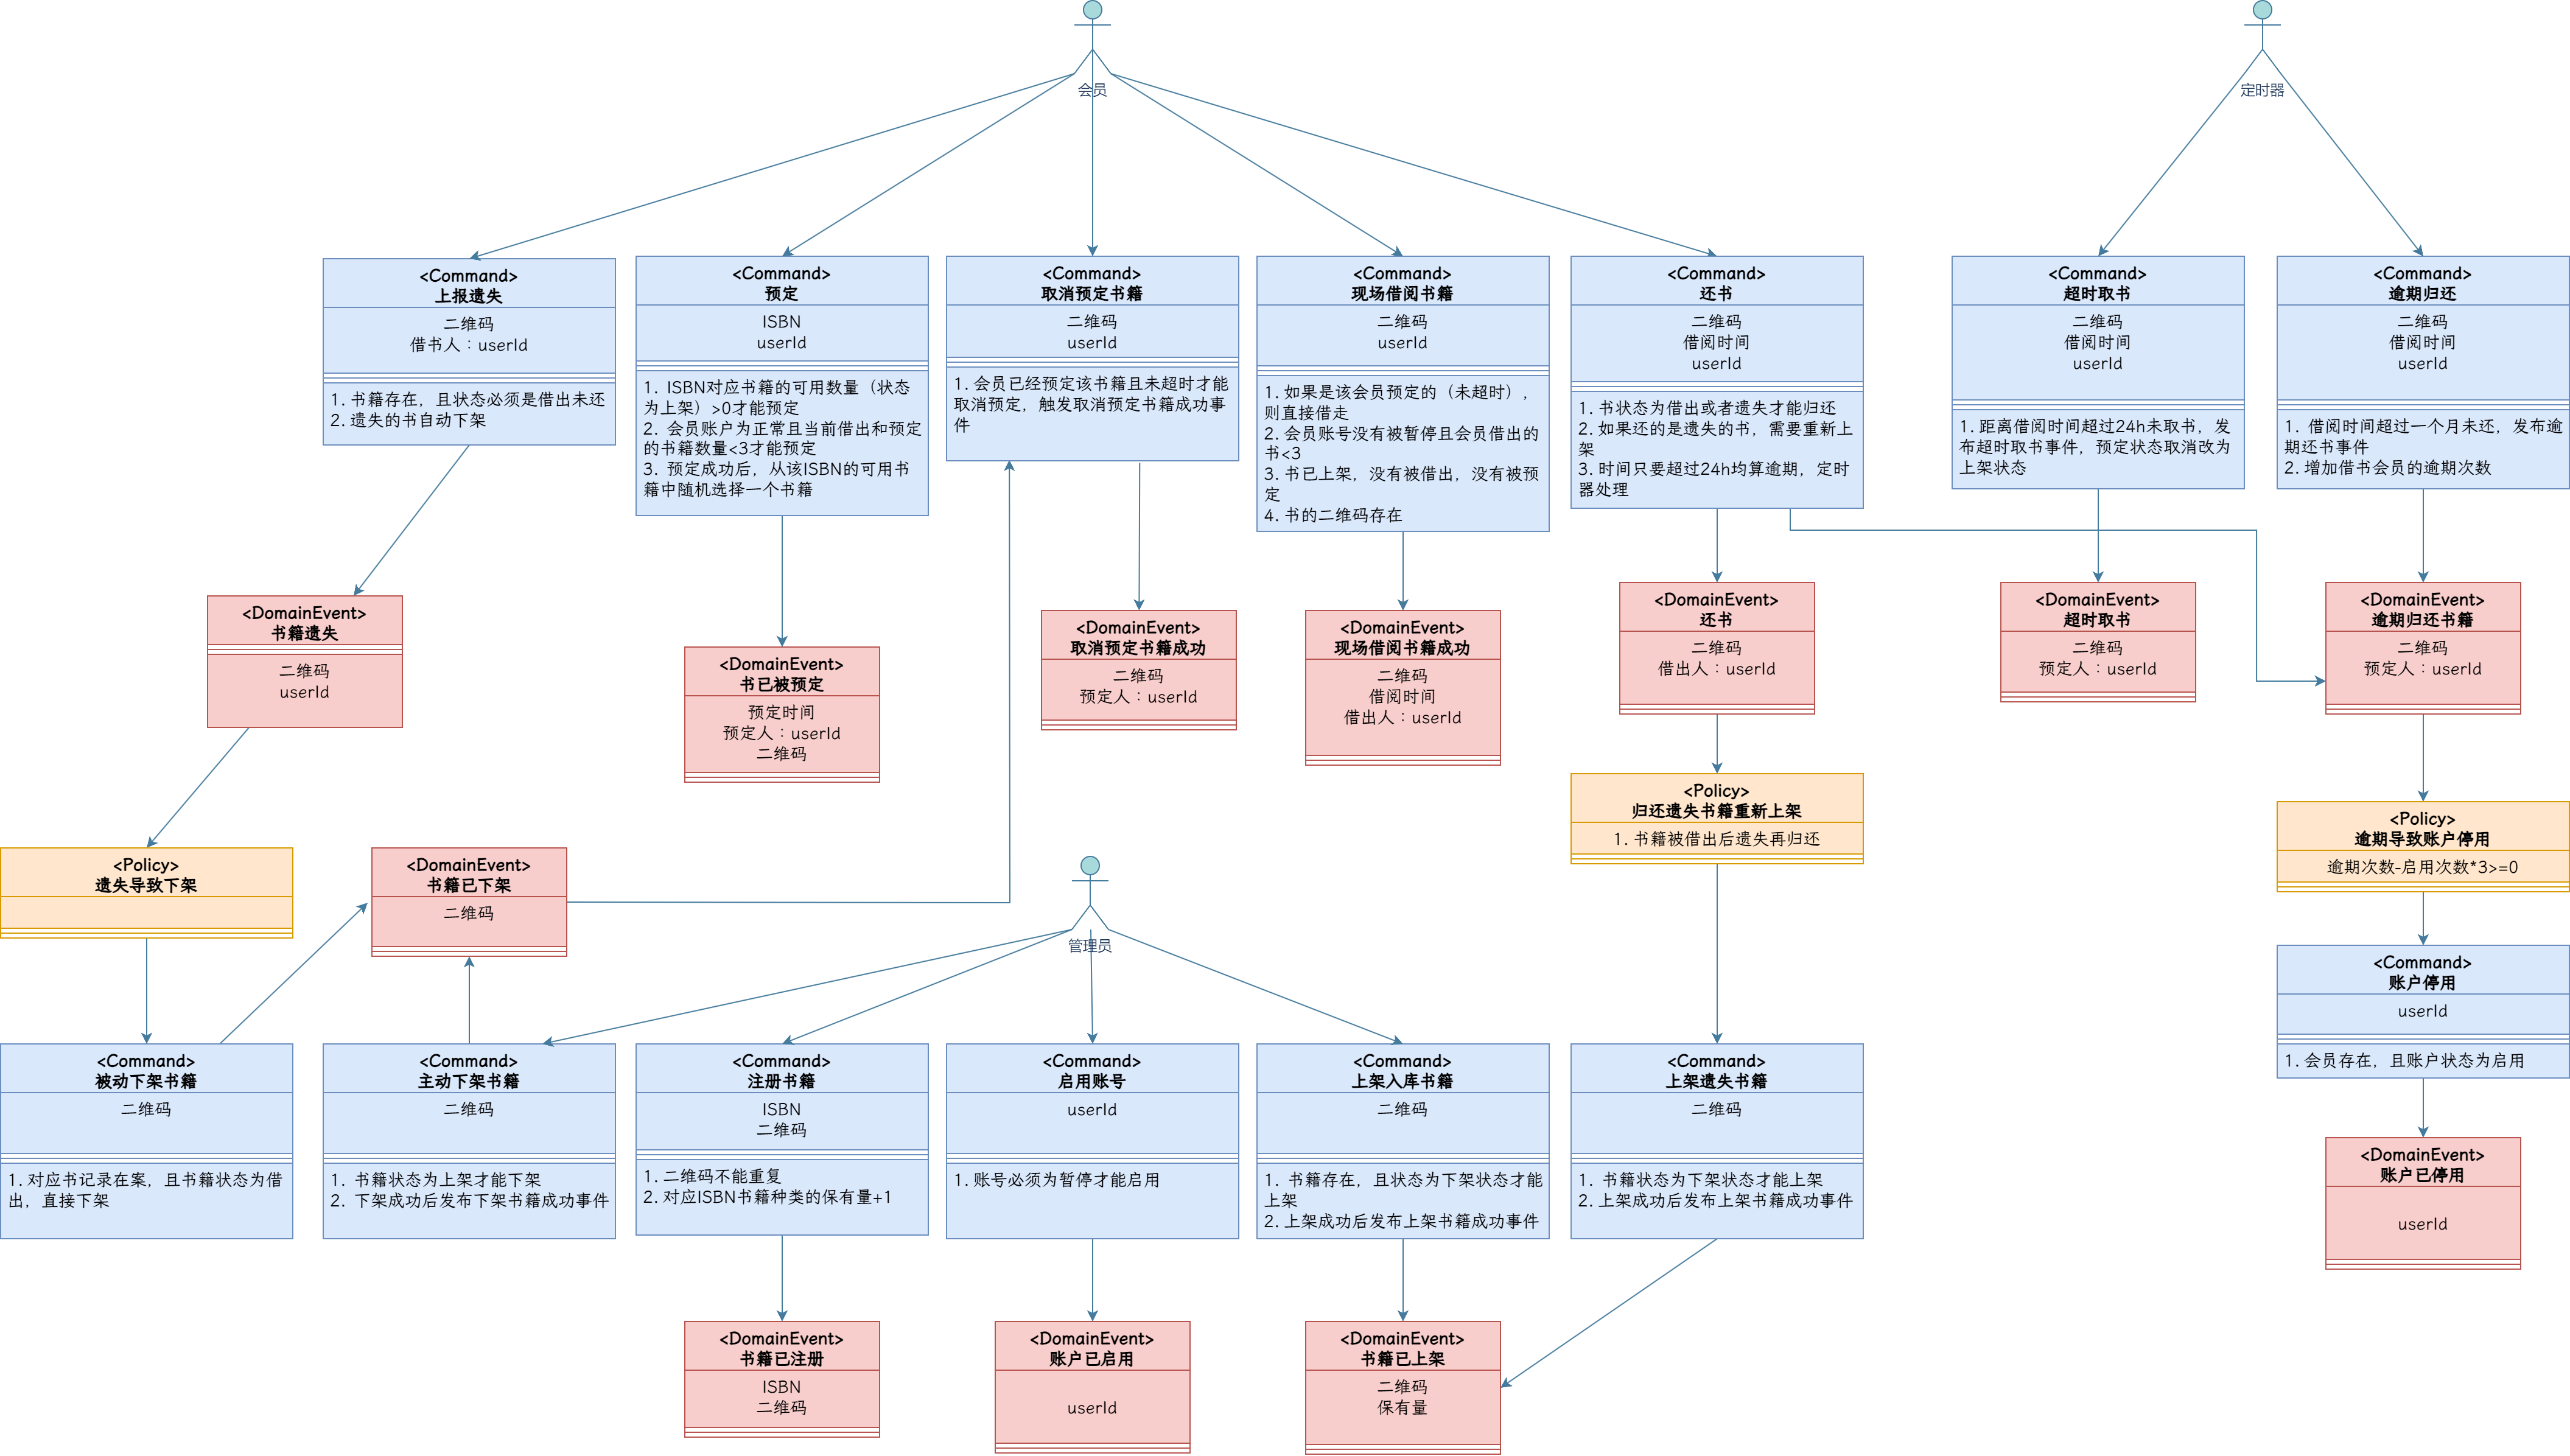 会员
定时器
<Command>
上报遗失
二维码
借书人：userId
1. 书籍存在，且状态必须是借出未还
2. 遗失的书自动下架
<Command>
预定
ISBN
userId
1. ISBN对应书籍的可用数量（状态
为上架）>0才能预定
2. 会员账户为正常且当前借出和预定
的书籍数量<3才能预定
3. 预定成功后，从该ISBN的可用书
籍中随机选择一个书籍
<Command>
取消预定书籍
二维码
userId
1. 会员已经预定该书籍且未超时才能
取消预定，触发取消预定书籍成功事
件
<Command>
现场借阅书籍
二维码
userId
1. 如果是该会员预定的（未超时），
则直接借走
2. 会员账号没有被暂停且会员借出的
书<3
3. 书已上架，没有被借出，没有被预
定
4. 书的二维码存在
<Command>
还书
二维码
借阅时间
userId
1. 书状态为借出或者遗失才能归还
2. 如果还的是遗失的书，需要重新上
架
3. 时间只要超过24h均算逾期，定时
器处理
<Command>
超时取书
二维码
借阅时间
userId
1. 距离借阅时间超过24h未取书，发
布超时取书事件，预定状态取消改为
上架状态
<Command>
逾期归还
二维码
借阅时间
userId
1. 借阅时间超过一个月未还，发布逾
期还书事件
2. 增加借书会员的逾期次数
<DomainEvent>
书籍遗失
二维码
userId
<DomainEvent>
书已被预定
预定时间
预定人：userId
二维码
<DomainEvent>
取消预定书籍成功
二维码
预定人：userId
<DomainEvent>
现场借阅书籍成功
二维码
借阅时间
借出人：userId
<DomainEvent>
还书
二维码
借出人：userId
<DomainEvent>
超时取书
二维码
预定人：userId
<DomainEvent>
逾期归还书籍
二维码
预定人：userId
<Policy>
归还遗失书籍重新上架
1. 书籍被借出后遗失再归还
<Policy>
逾期导致账户停用
逾期次数-启用次数*3>=0
<Policy>
遗失导致下架
<DomainEvent>
书籍已下架
二维码
管理员
<Command>
账户停用
userId
1. 会员存在，且账户状态为启用
<Command>
被动下架书籍
二维码
1. 对应书记录在案，且书籍状态为借
出，直接下架
<Command>
主动下架书籍
二维码
1. 书籍状态为上架才能下架
2. 下架成功后发布下架书籍成功事件
<Command>
注册书籍
ISBN
二维码
1. 二维码不能重复
2. 对应ISBN书籍种类的保有量+1
<Command>
启用账号
userId
1. 账号必须为暂停才能启用
<Command>
上架入库书籍
二维码
1. 书籍存在，且状态为下架状态才能
上架
2. 上架成功后发布上架书籍成功事件
<Command>
上架遗失书籍
二维码
1. 书籍状态为下架状态才能上架
2. 上架成功后发布上架书籍成功事件
<DomainEvent>
账户已停用
userId
<DomainEvent>
书籍已注册
ISBN
二维码
<DomainEvent>
账户已启用
userId
<DomainEvent>
书籍已上架
二维码
保有量